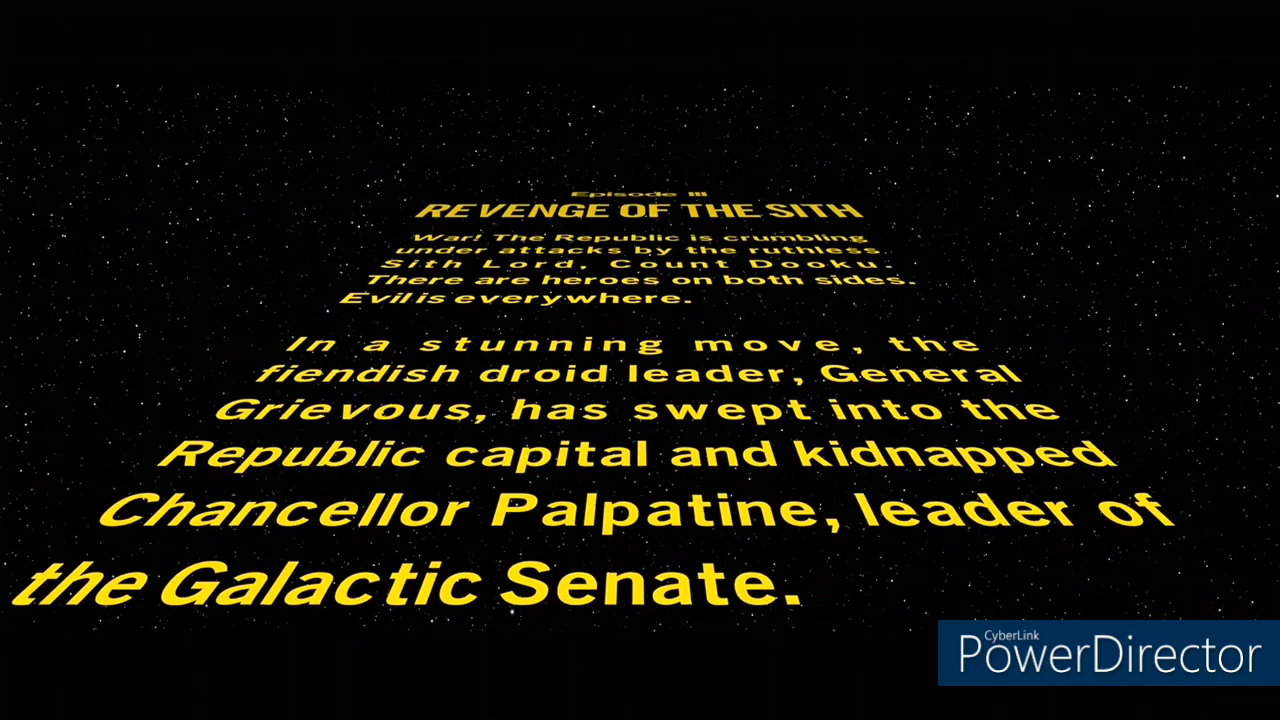 Episode III
REVENGE OF THE SITH
War! The Republic is crumbling
under attacks by the ruthless
Sith Lord, Count Dooku.
There are heroes on both sides.
Evil is everywhere.
In a stunning move, the
fiendish droid leader, General
Grievous, has swept into the
Republic capital and kidnapped
Chancellor Palpatine, leader of
the Galactic Senate.
CyberLink
PowerDirector